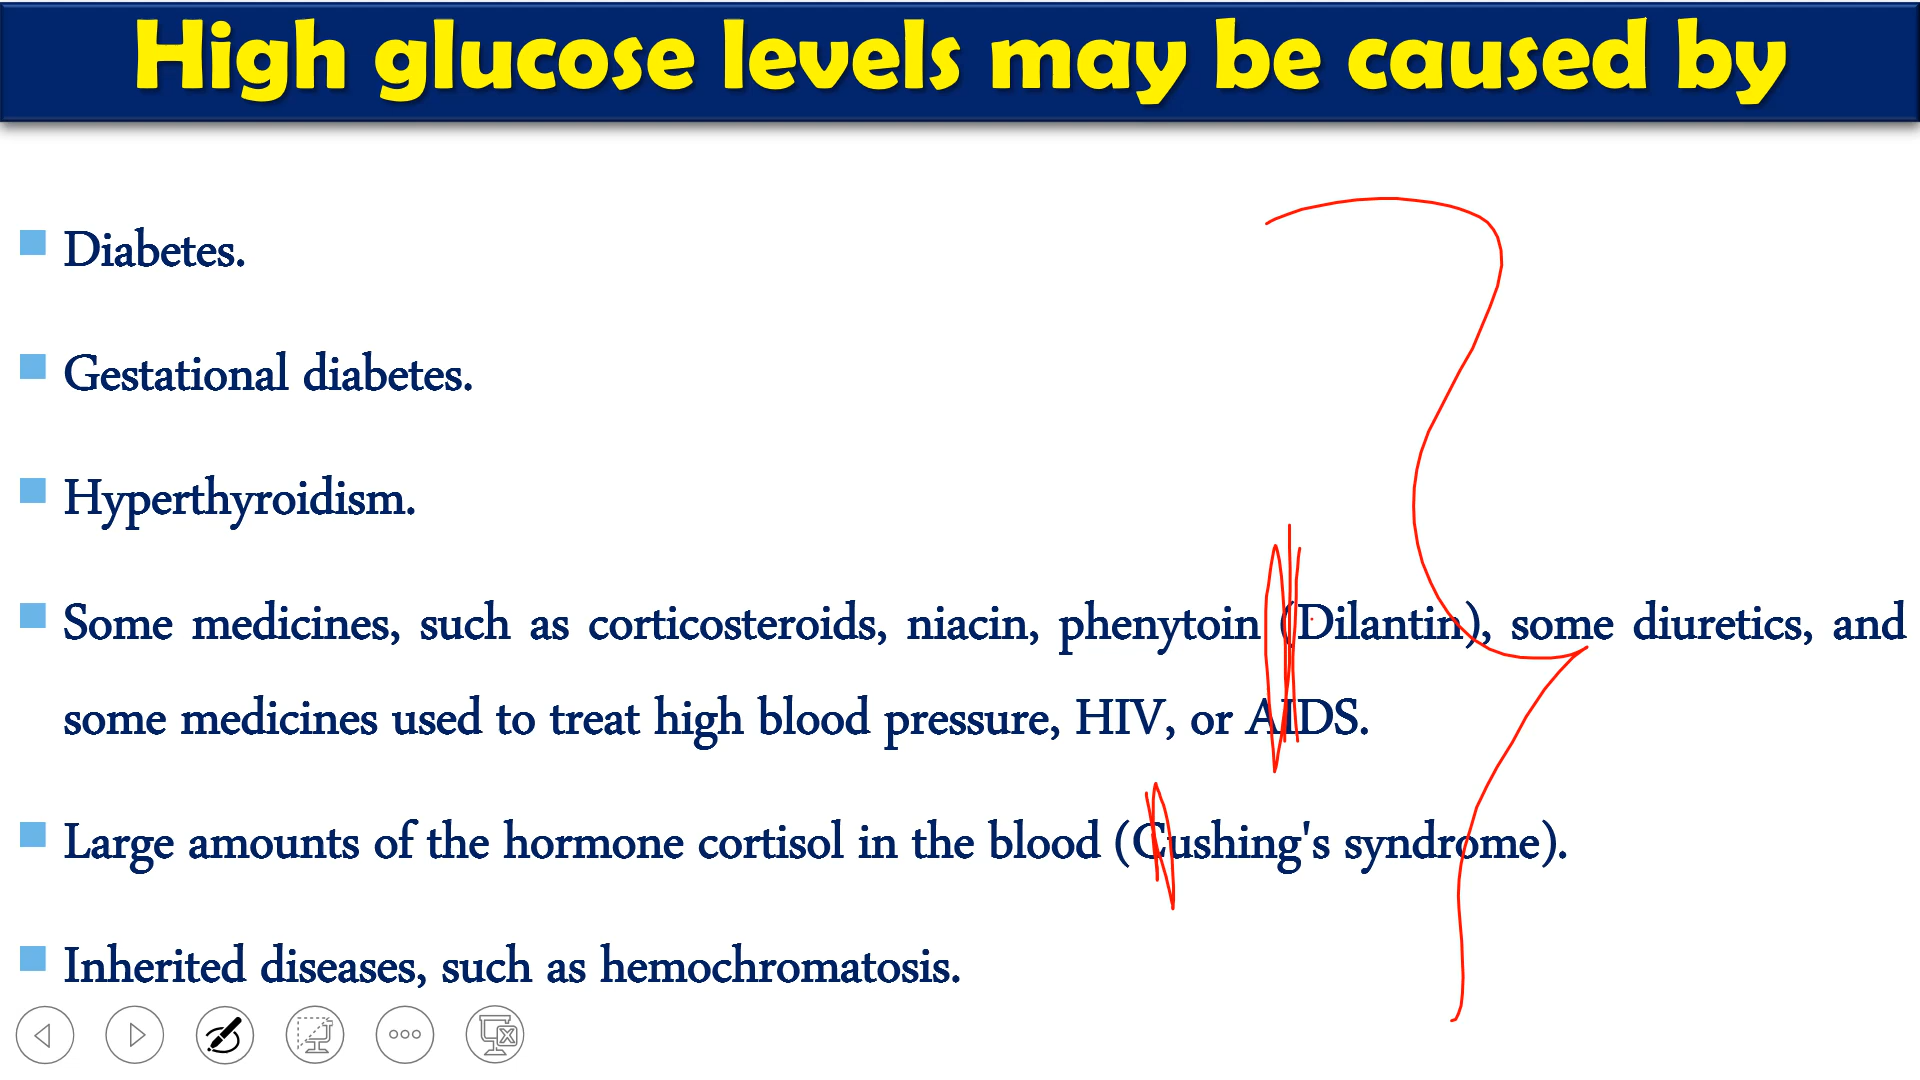 High glucose levels may be caused by
Diabetes.
Gestational diabetes.
Hyperthyroidism.
Some medicines, such as corticosteroids, niacin, phenytoin (Dilantin), some diuretics, and
some medicines used to treat high blood pressure, HIV, or AIDS.
Large amounts of the hormone cortisol in the blood (Cushing's syndrome).
Inherited diseases, such as hemochromatosis.